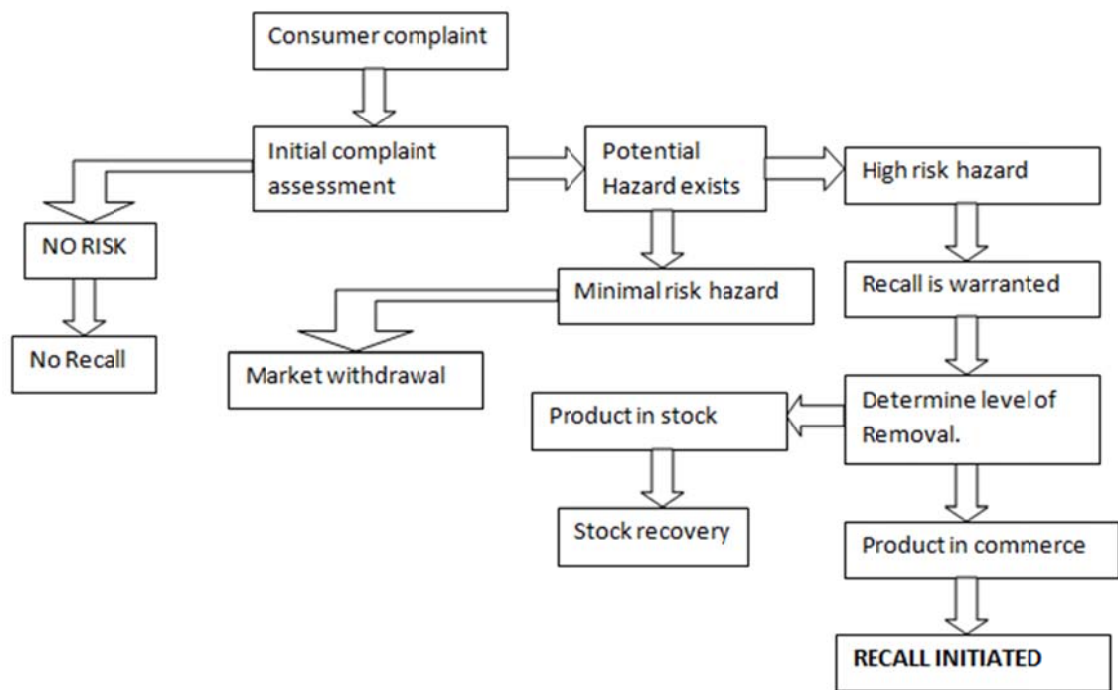 Consumer complaint
Initial complaint
assessment
Potential
Hazard exists
High risk hazard
NO RISK
Minimal risk hazard
Recall is warranted
No Recall
Market withdrawal
Product in stock
Determine level of
Removal.
Stock recovery
Product in commerce
RECALL INITIATED